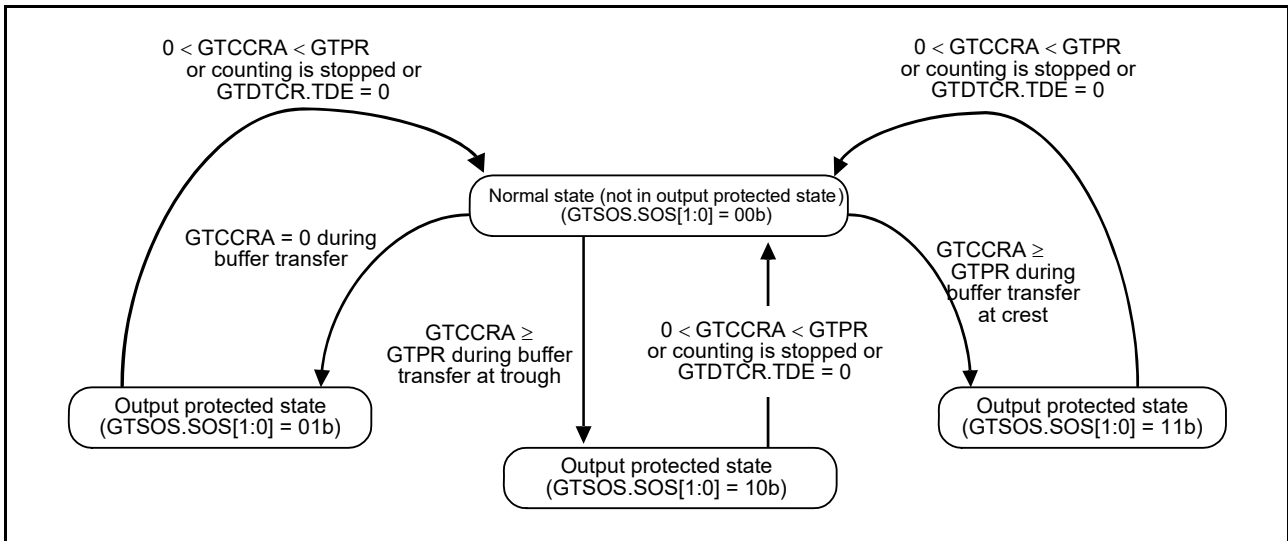 0 < GTCCRA < GTPR
or counting is stopped or
GTDTCR.TDE = 0
0 < GTCCRA < GTPR
or counting is stopped or
GTDTCR.TDE = 0
Normal state (not in output protected state)
(GTSOS.SOS[1:0] = 00b)
GTCCRA = 0 during
buffer transfer
GTCCRA ≥
GTPR during buffer
transfer at trough
0 < GTCCRA < GTPR
or counting is stopped or
GTDTCR.TDE = 0
GTCCRA ≥
GTPR during
buffer transfer
at crest
Output protected state
(GTSOS.SOS[1:0] = 01b)
Output protected state
(GTSOS.SOS[1:0] = 10b)
Output protected state
(GTSOS.SOS[1:0] = 11b)